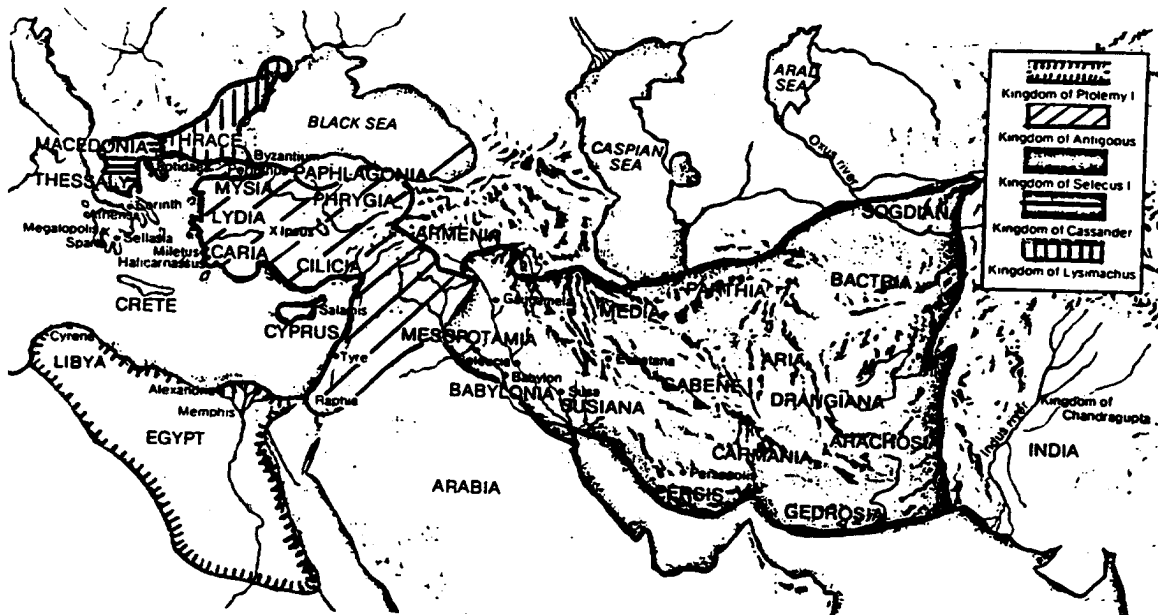 BLACK SEA
ARAL
SEA
CASPIAN
SEA
Oxus river
MACEDONIA
THRACE
Byzantium
THESSALY
MYSIA
PAPHLAGONIA
PHRYGIA
LYDIA
Corinth
Megalopolis
Sellasia
X Ipsus
Miletus
CARIA
Halicarnassus
CILICIA
ARMENIA
CRETE
CYPRUS
Salamis
MESOPOTAMIA
Gaugamela
MEDIA
PARTHIA
SOGDIANA
BACTRIA
Cyrene
LIBYA
Tyre
Alexandria
Memphis
Raphia
EGYPT
BABYLONIA
Babylon
Susa
SUSIANA
Ecbatana
GABENE
ARIA
DRANGIANA
ARACHOSIA
CARMANIA
Persepolis
PERSIS
GEDROSIA
ARABIA
Indus river
INDIA
Kingdom of
Chandragupta
Kingdom of Ptolemy I
Kingdom of Antigonus
Kingdom of Selecus I
Kingdom of Cassander
Kingdom of Lysimachus